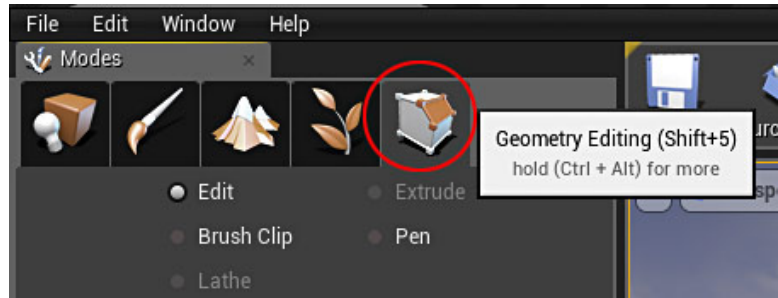 File Edit Window Help
Modes
Geometry Editing (Shift+5)
hold (Ctrl + Alt) for more
Edit Extrude
Brush Clip Pen
Lathe